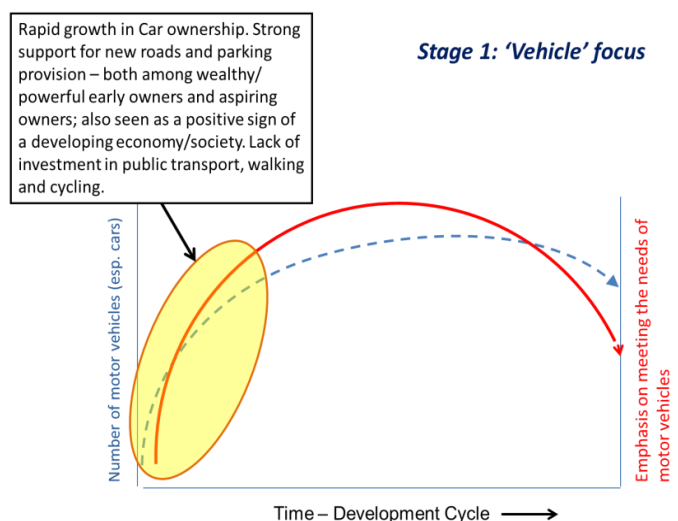 Rapid growth in Car ownership. Strong
support for new roads and parking
provision – both among wealthy/
powerful early owners and aspiring
owners; also seen as a positive sign of
a developing economy/society. Lack of
investment in public transport, walking
and cycling.
Stage 1: ‘Vehicle’ focus
Number of motor vehicles (esp. cars)
Emphasis on meeting the needs of
motor vehicles
Time – Development Cycle